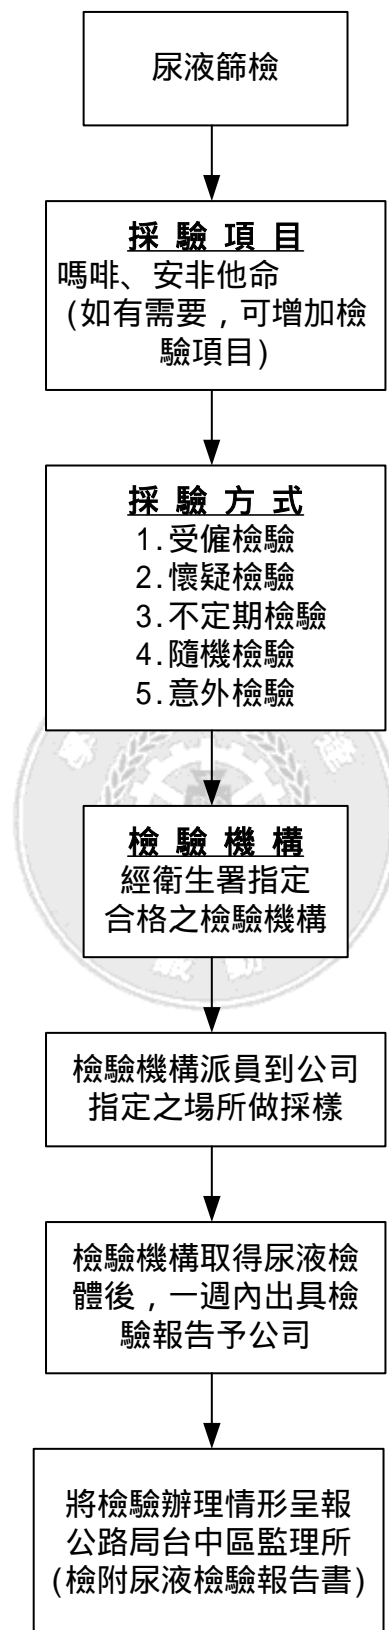 尿液篩檢
採 驗 項 目
嗎啡、安非他命
(如有需要，可增加檢
驗項目)
採 驗 方 式
1.受僱檢驗
2.懷疑檢驗
3.不定期檢驗
4.隨機檢驗
5.意外檢驗
檢 驗 機 構
經衛生署指定
合格之檢驗機構
檢驗機構派員到公司
指定之場所做採樣
檢驗機構取得尿液檢
體後，一週內出具檢
驗報告予公司
將檢驗辦理情形呈報
公路局台中區監理所
(檢附尿液檢驗報告書)